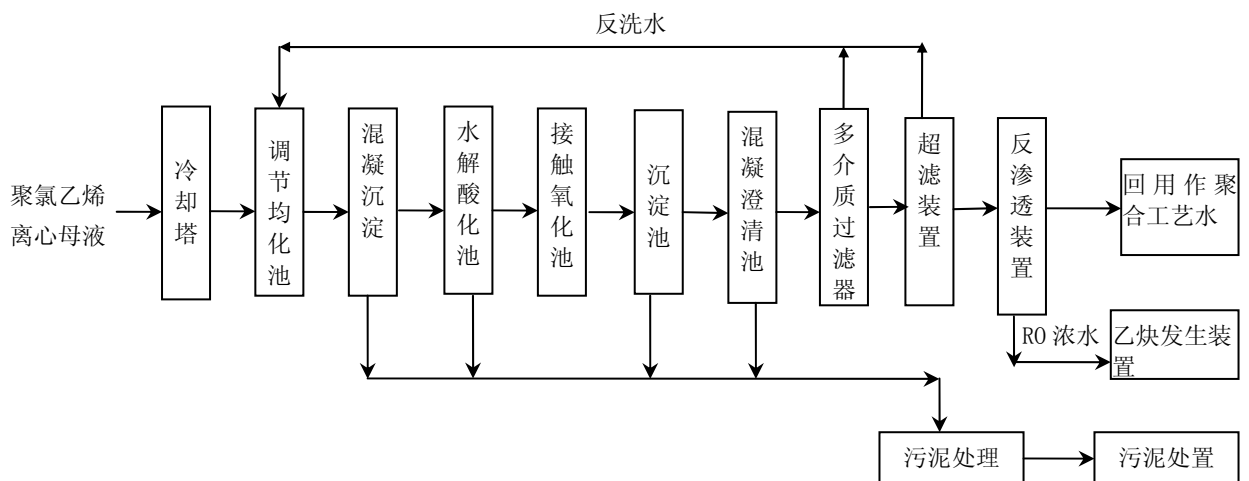 反洗水
聚氯乙烯
离心母液
冷却塔
调节均化池
混凝沉淀
水解酸化池
接触氧化池
沉淀池
混凝澄清池
多介质过滤器
超滤装置
反渗透装置
回用作聚
合工艺水
RO 浓水
乙炔发生装
置
污泥处理
污泥处置